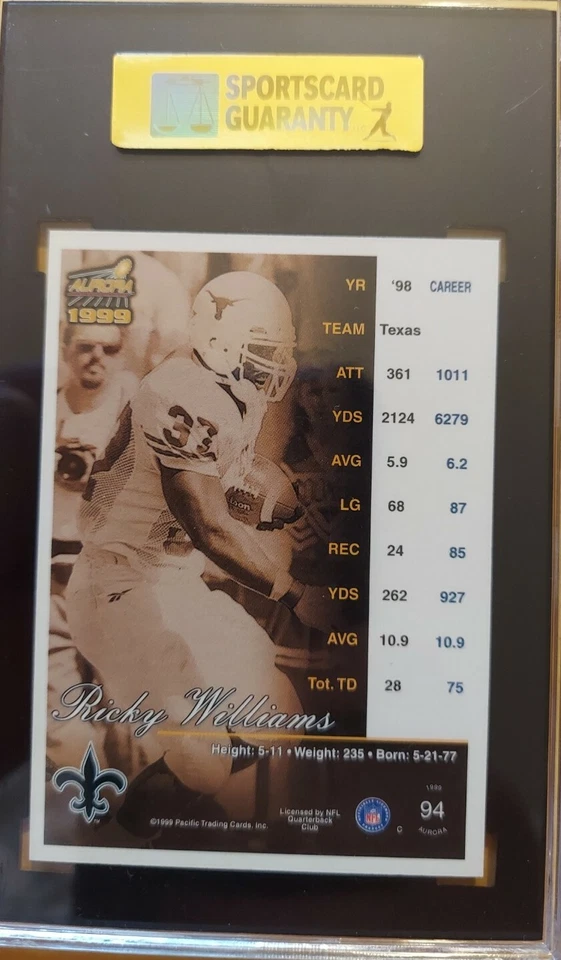 SPORTSCARD
GUARANTY
AURORA
1999
YR '98 CAREER
TEAM Texas
ATT 361 1011
YDS 2124 6279
AVG 5.9 6.2
LG 68 87
REC 24 85
YDS 262 927
AVG 10.9 10.9
Tot. TD 28 75
33
Ricky Williams
Height: 5-11 • Weight: 235 • Born: 5-21-77
©1999 Pacific Trading Cards, Inc.
Licensed by NFL
Quarterback
Club
NFL
C
1999
94
AURORA